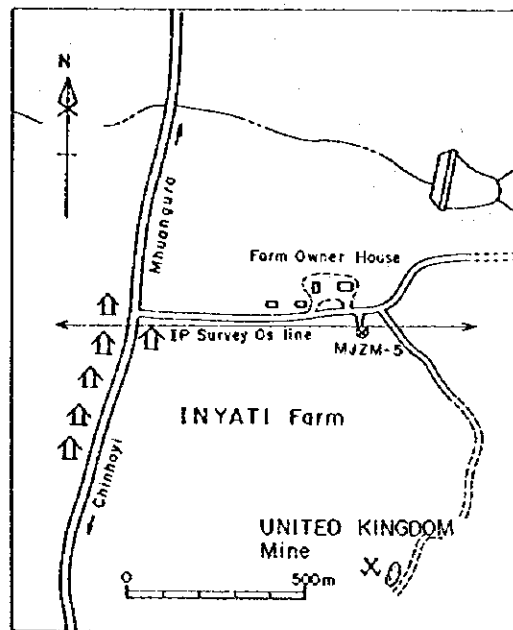 N
Mhuangura
Farm Owner House
IP Survey Os line
MJZM-5
INYATI Farm
Chinhoyi
UNITED KINGDOM
Mine
0
500m